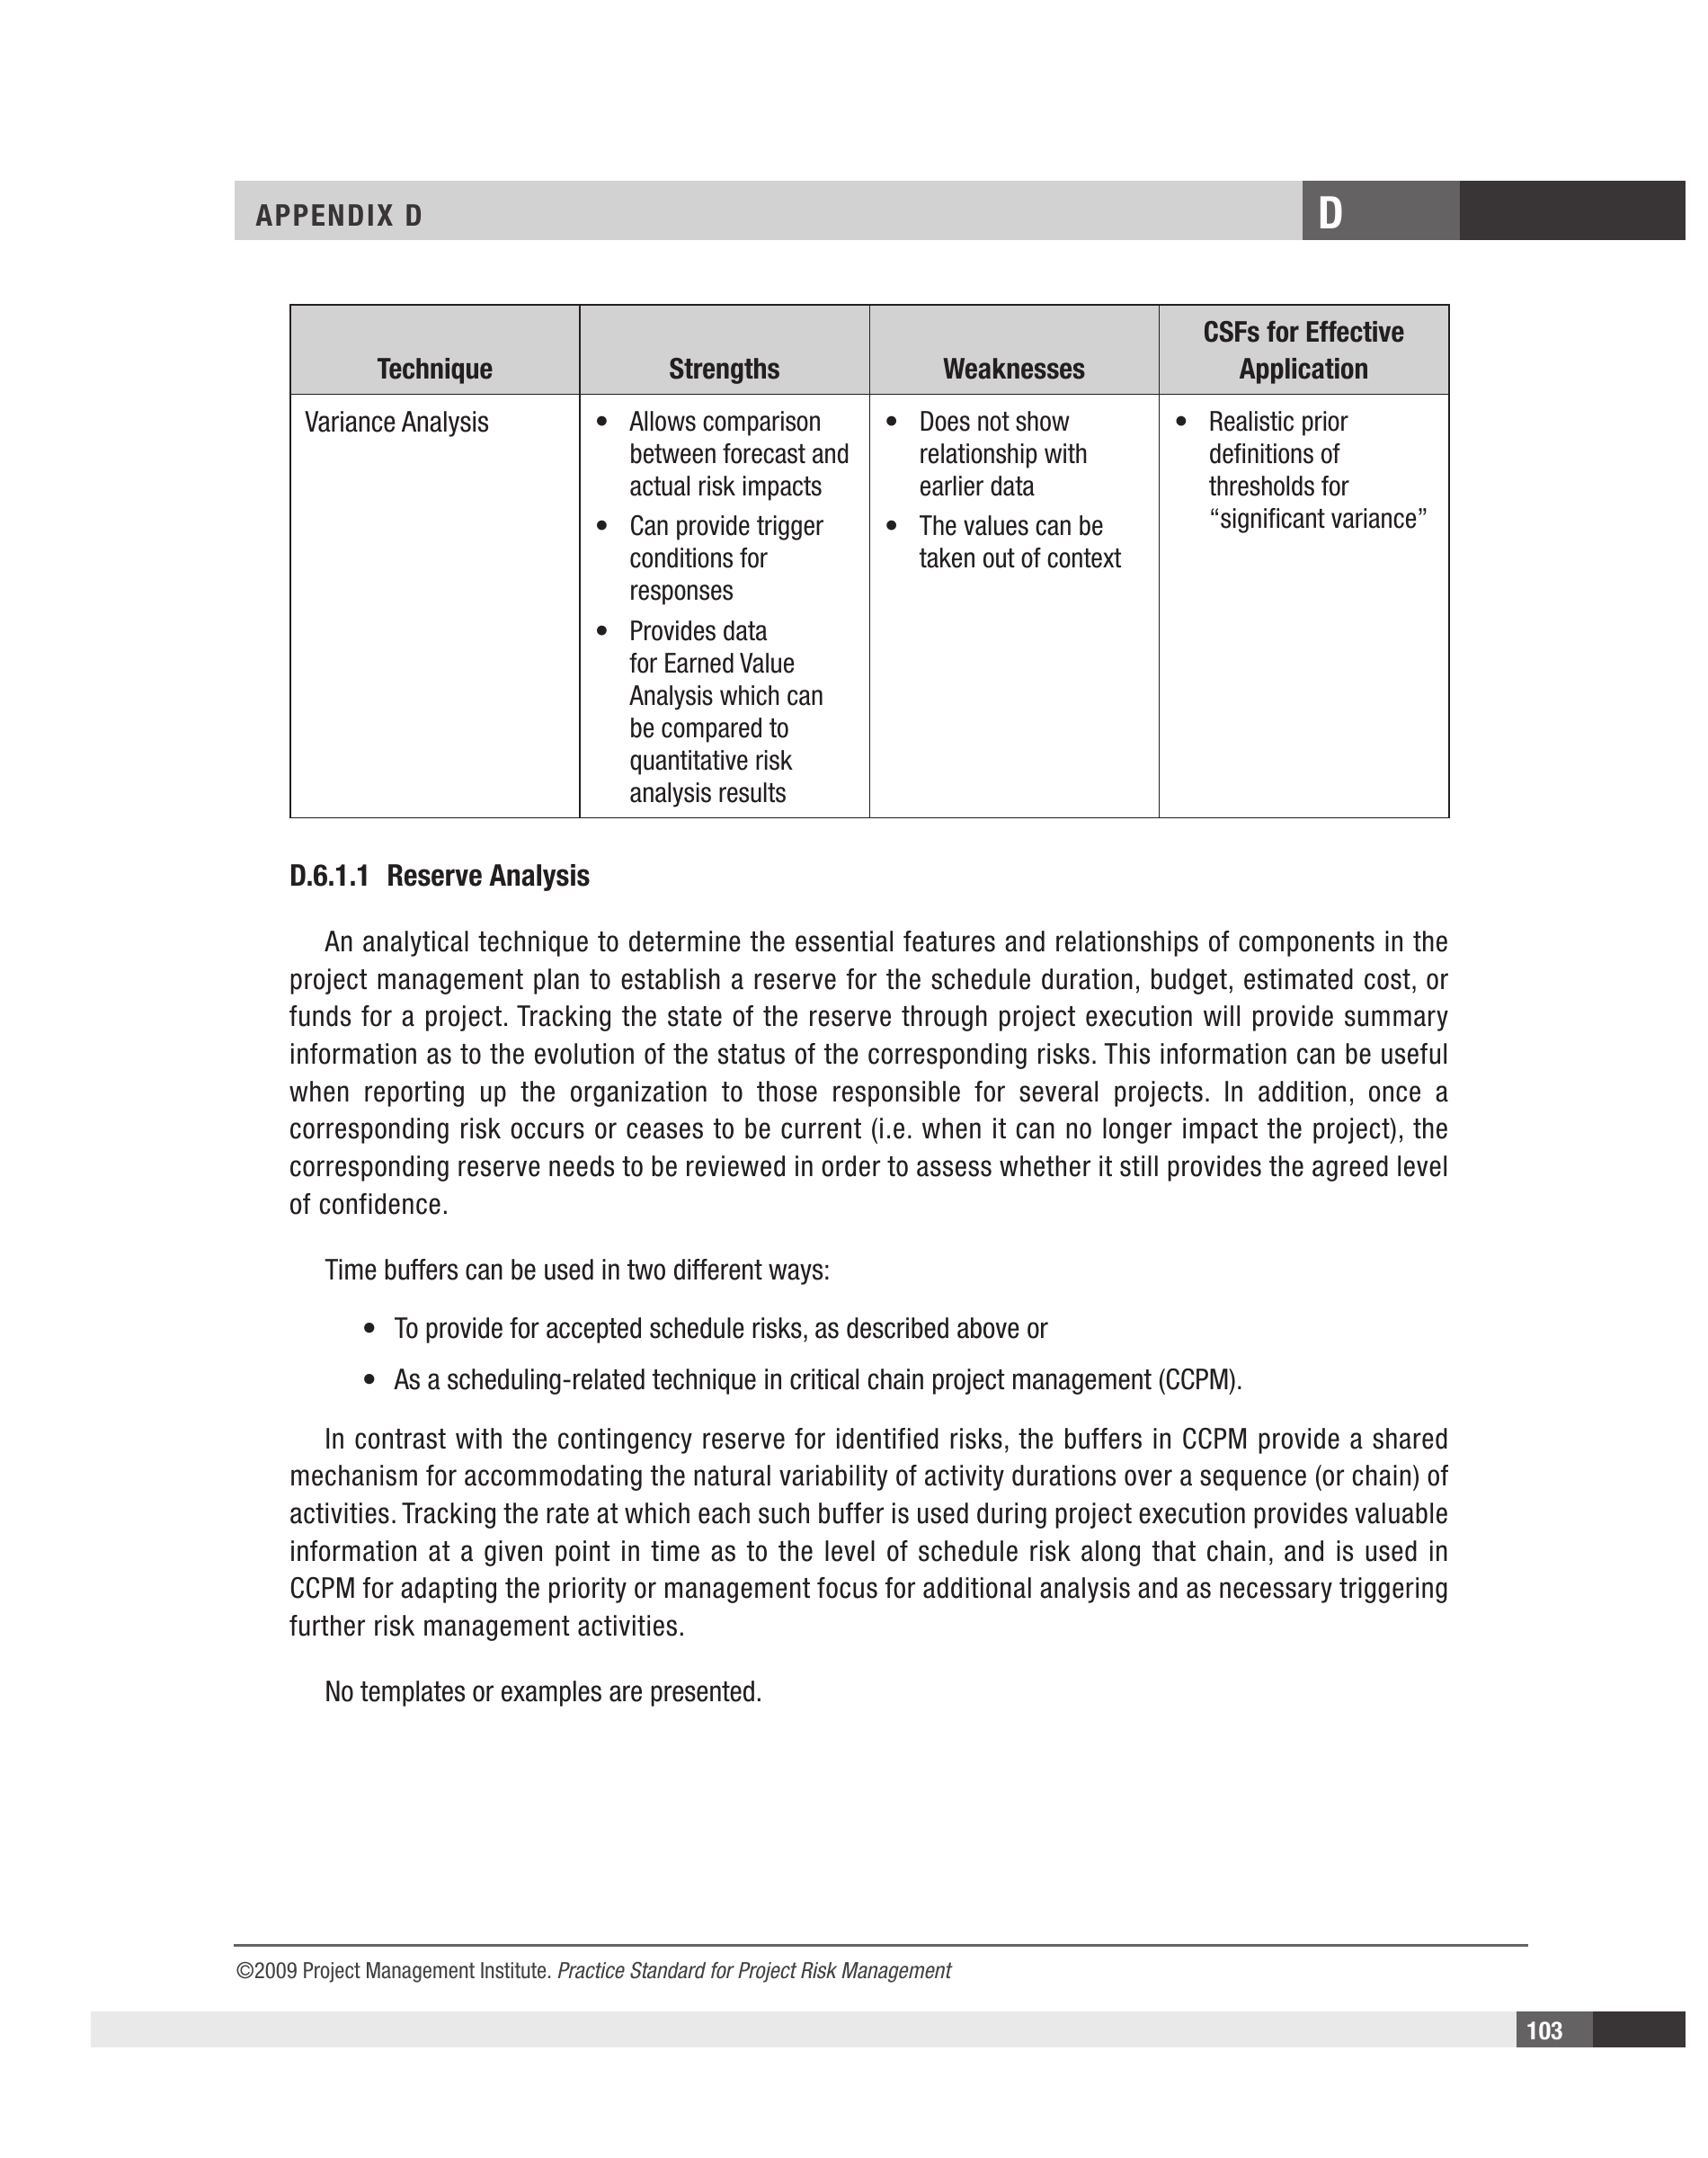 APPENDIX D
D
Technique
Strengths
Weaknesses
CSFs for Effective
Application
Variance Analysis
• Allows comparison
between forecast and
actual risk impacts
• Can provide trigger
conditions for
responses
• Provides data
for Earned Value
Analysis which can
be compared to
quantitative risk
analysis results
• Does not show
relationship with
earlier data
• The values can be
taken out of context
• Realistic prior
definitions of
thresholds for
“significant variance”
D.6.1.1 Reserve Analysis
An analytical technique to determine the essential features and relationships of components in the
project management plan to establish a reserve for the schedule duration, budget, estimated cost, or
funds for a project. Tracking the state of the reserve through project execution will provide summary
information as to the evolution of the status of the corresponding risks. This information can be useful
when reporting up the organization to those responsible for several projects. In addition, once a
corresponding risk occurs or ceases to be current (i.e. when it can no longer impact the project), the
corresponding reserve needs to be reviewed in order to assess whether it still provides the agreed level
of confidence.
Time buffers can be used in two different ways:
• To provide for accepted schedule risks, as described above or
• As a scheduling-related technique in critical chain project management (CCPM).
In contrast with the contingency reserve for identified risks, the buffers in CCPM provide a shared
mechanism for accommodating the natural variability of activity durations over a sequence (or chain) of
activities. Tracking the rate at which each such buffer is used during project execution provides valuable
information at a given point in time as to the level of schedule risk along that chain, and is used in
CCPM for adapting the priority or management focus for additional analysis and as necessary triggering
further risk management activities.
No templates or examples are presented.
©2009 Project Management Institute. Practice Standard for Project Risk Management
103